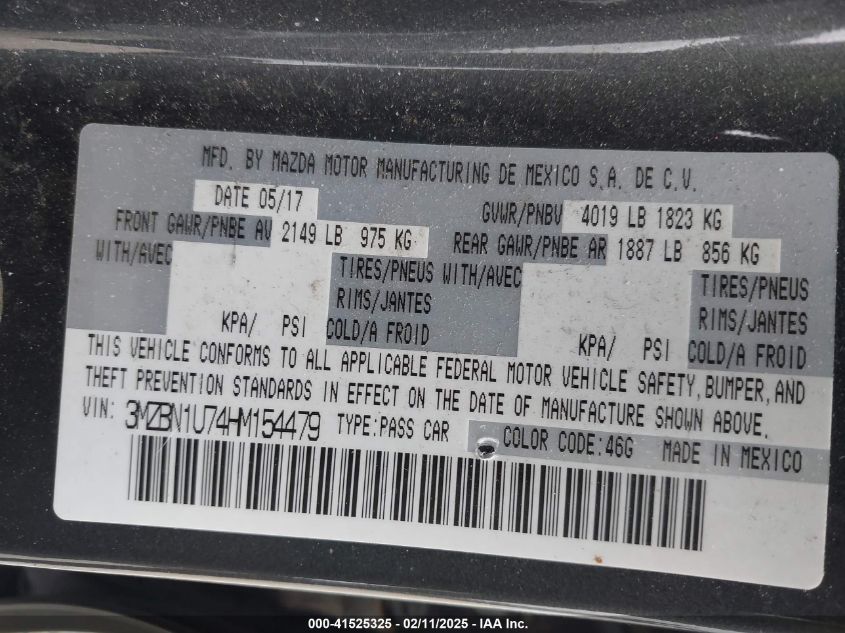 MFD. BY MAZDA MOTOR MANUFACTURING DE MEXICO S.A. DE C.V.
DATE 05/17 GVWR/PNBV 4019 LB 1823 KG
FRONT GAWR/PNBE AV 2149 LB 975 KG REAR GAWR/PNBE AR 1887 LB 856 KG
WITH/AVEC TIRES/PNEUS WITH/AVEC TIRES/PNEUS
RIMS/JANTES RIMS/JANTES
KPA/ PSI COLD/A FROID KPA/ PSI COLD/A FROID
THIS VEHICLE CONFORMS TO ALL APPLICABLE FEDERAL MOTOR VEHICLE SAFETY, BUMPER, AND
THEFT PREVENTION STANDARDS IN EFFECT ON THE DATE OF MANUFACTURE SHOWN ABOVE.
VIN: 3MZBN1U74HM154479 TYPE:PASS CAR COLOR CODE:46G MADE IN MEXICO
000-41525325 - 02/11/2025 - IAAI.com